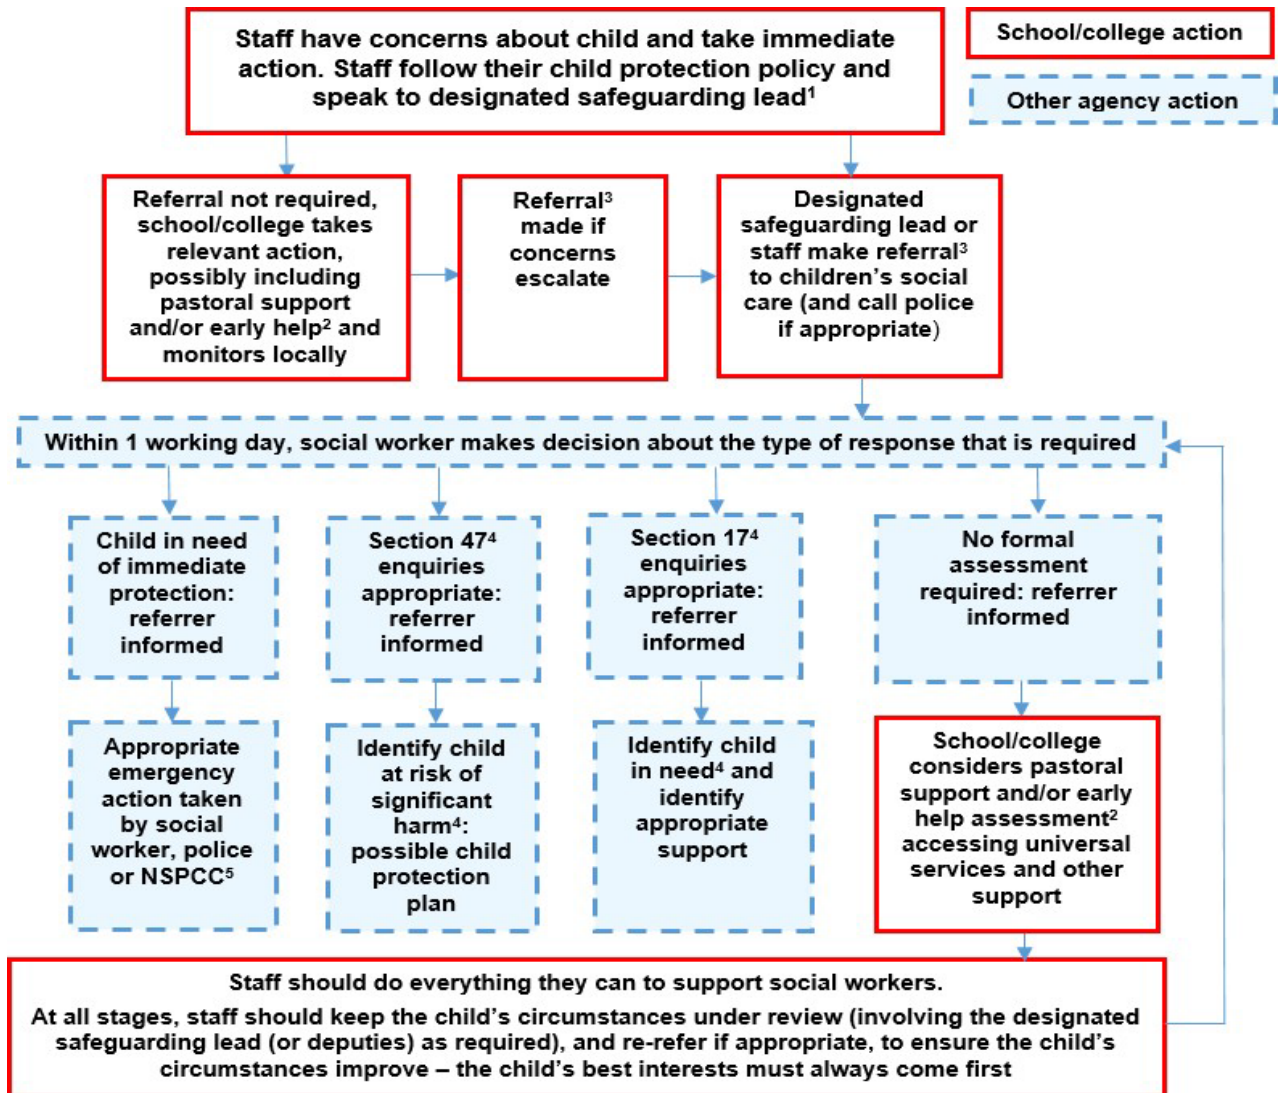 Staff have concerns about child and take immediate
action. Staff follow their child protection policy and
speak to designated safeguarding lead¹
School/college action
Other agency action
Referral not required,
school/college takes
relevant action,
possibly including
pastoral support
and/or early help² and
monitors locally
Referral³
made if
concerns
escalate
Designated
safeguarding lead or
staff make referral³
to children’s social
care (and call police
if appropriate)
Within 1 working day, social worker makes decision about the type of response that is required
Child in need
of immediate
protection:
referrer
informed
Section 47⁴
enquiries
appropriate:
referrer
informed
Section 17⁴
enquiries
appropriate:
referrer
informed
No formal
assessment
required: referrer
informed
Appropriate
emergency
action taken
by social
worker, police
or NSPCC⁵
Identify child
at risk of
significant
harm⁴:
possible child
protection
plan
Identify child
in need⁴ and
identify
appropriate
support
School/college
considers pastoral
support and/or early
help assessment²
accessing universal
services and other
support
Staff should do everything they can to support social workers.
At all stages, staff should keep the child’s circumstances under review (involving the designated
safeguarding lead (or deputies) as required), and re-refer if appropriate, to ensure the child’s
circumstances improve – the child’s best interests must always come first